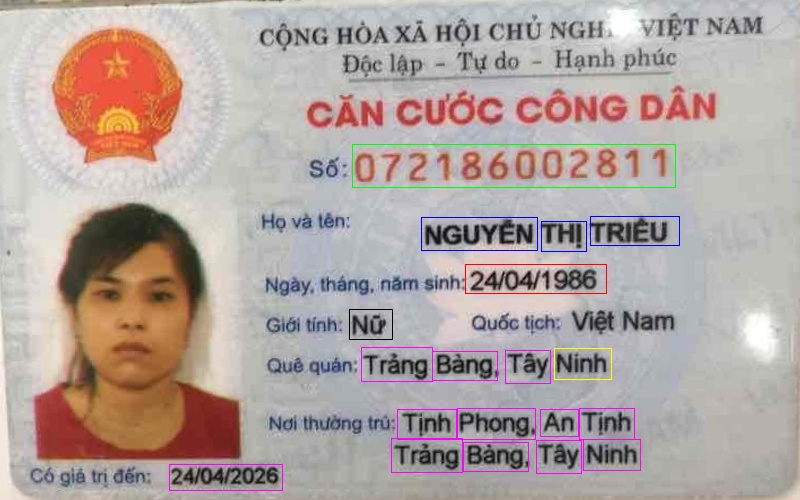 CỘNG HÒA XÃ HỘI CHỦ NGHĨA VIỆT NAM
Độc lập - Tự do - Hạnh phúc
CĂN CƯỚC CÔNG DÂN
Số: 072186002811
Họ và tên: NGUYỄN THỊ TRIỀU
Ngày, tháng, năm sinh: 24/04/1986
Giới tính: Nữ Quốc tịch: Việt Nam
Quê quán: Trảng Bàng, Tây Ninh
Nơi thường trú: Tịnh Phong, An Tịnh
Trảng Bàng, Tây Ninh
Có giá trị đến: 24/04/2026